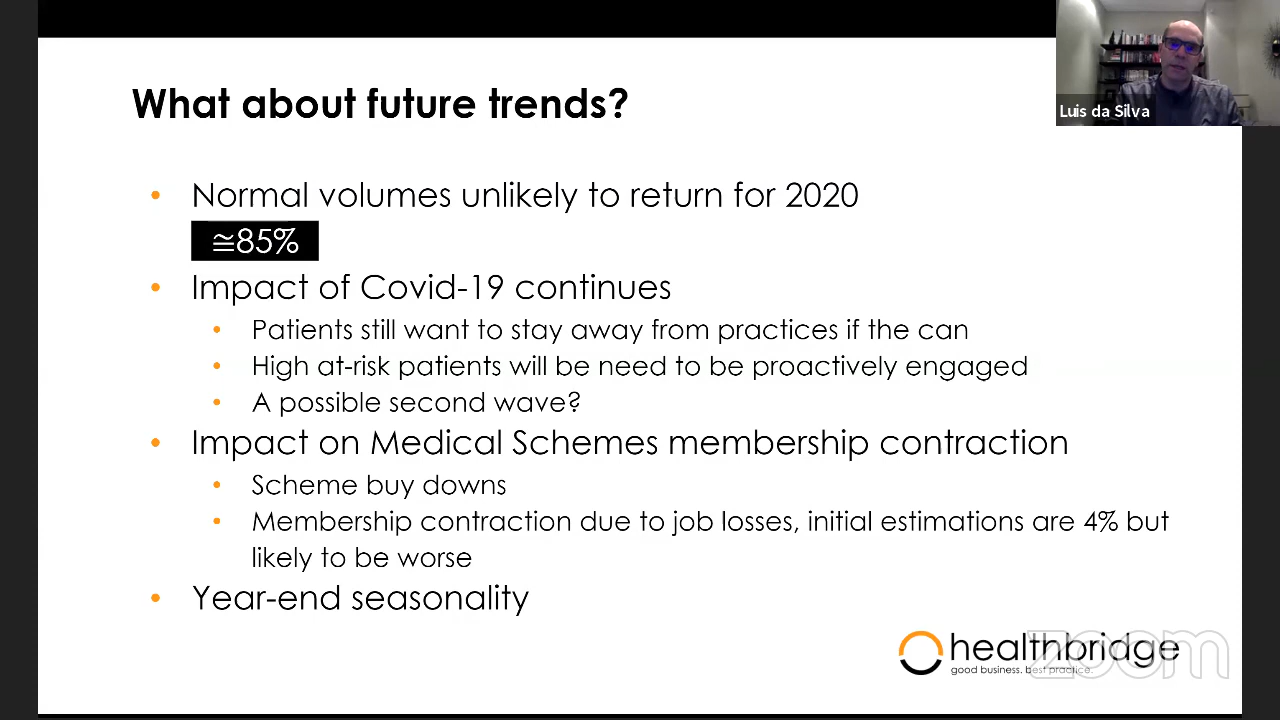 What about future trends?
Luis da Silva
• Normal volumes unlikely to return for 2020
≅85%
• Impact of Covid-19 continues
• Patients still want to stay away from practices if the can
• High at-risk patients will be need to be proactively engaged
• A possible second wave?
• Impact on Medical Schemes membership contraction
• Scheme buy downs
• Membership contraction due to job losses, initial estimations are 4% but
likely to be worse
• Year-end seasonality
healthbridge
good business. best practice.
zoom